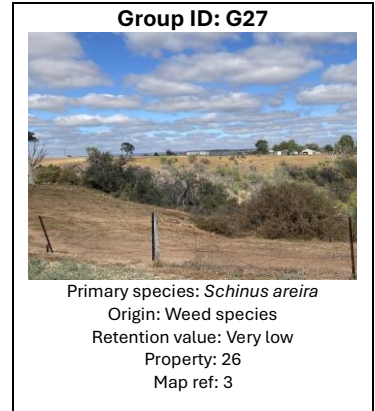 Group ID: G27
Primary species: Schinus areira
Origin: Weed species
Retention value: Very low
Property: 26
Map ref: 3